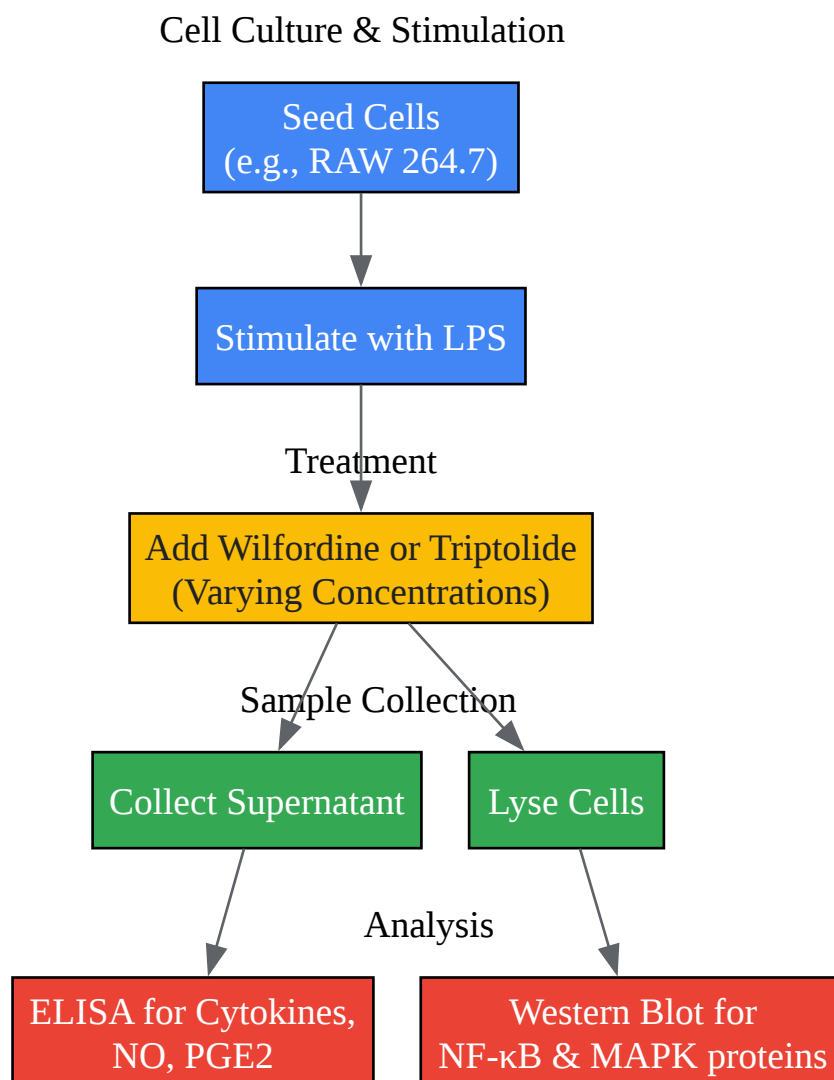 Cell Culture & Stimulation
Seed Cells
(e.g., RAW 264.7)
Stimulate with LPS
Treatment
Add Wilfordine or Triptolide
(Varying Concentrations)
Sample Collection
Collect Supernatant
Lyse Cells
Analysis
ELISA for Cytokines,
NO, PGE2
Western Blot for
NF-κB & MAPK proteins